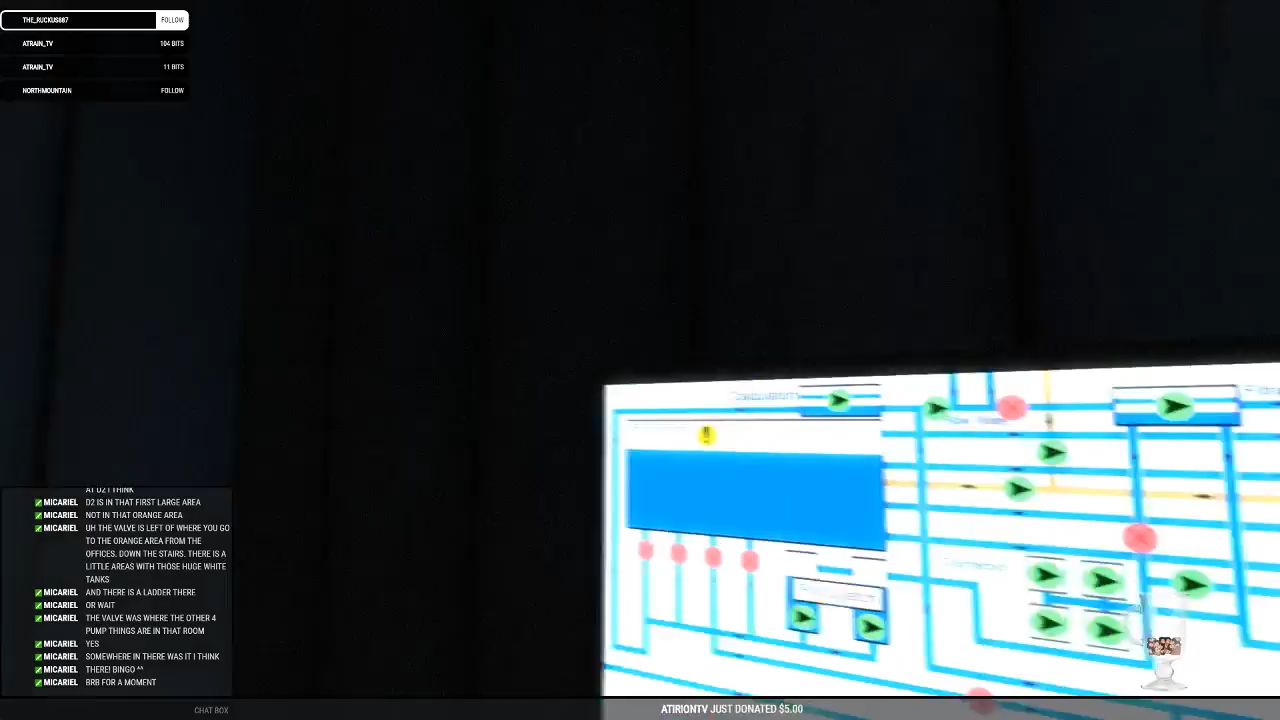 THE_RUCKUS887 FOLLOW
ATRAIN_TV 104 BITS
ATRAIN_TV 11 BITS
NORTHMOUNTAIN FOLLOW
AT D2 I THINK
MICARIEL D2 IS IN THAT FIRST LARGE AREA
MICARIEL NOT IN THAT ORANGE AREA
MICARIEL UH THE VALVE IS LEFT OF WHERE YOU GO
TO THE ORANGE AREA FROM THE
OFFICES. DOWN THE STAIRS. THERE IS A
LITTLE AREAS WITH THOSE HUGE WHITE
TANKS
MICARIEL AND THERE IS A LADDER THERE
MICARIEL OR WAIT
MICARIEL THE VALVE WAS WHERE THE OTHER 4
PUMP THINGS ARE IN THAT ROOM
MICARIEL YES
MICARIEL SOMEWHERE IN THERE WAS IT I THINK
MICARIEL THERE! BINGO ^^
MICARIEL BRB FOR A MOMENT
CHAT BOX
ATIRIONTV JUST DONATED $5.00